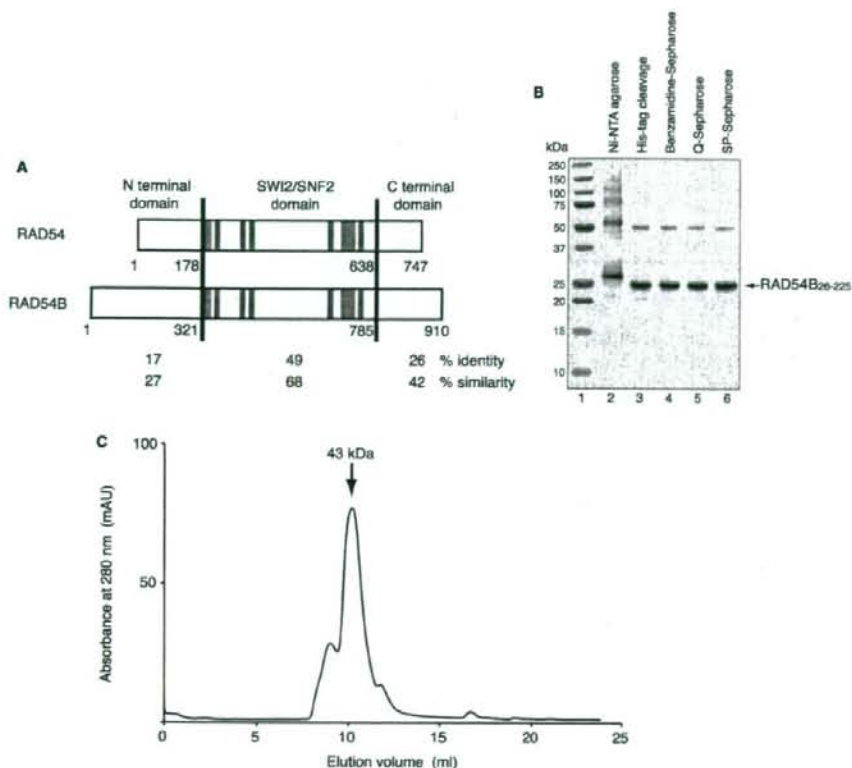 A
N terminal domain
SWI2/SNF2 domain
C terminal domain
RAD54
1 178 638 747
RAD54B
1 321 785 910
17 49 26 % identity
27 68 42 % similarity
B
kDa
Ni-NTA agarose
His-tag cleavage
Benzamidine-Sepharose
Q-Sepharose
SP-Sepharose
250
150
100
75
50
37
25
20
15
10
RAD54B26-225
1 2 3 4 5 6
C
43 kDa
Absorbance at 280 nm (mAU)
100
50
0 5 10 15 20 25
Elution volume (ml)